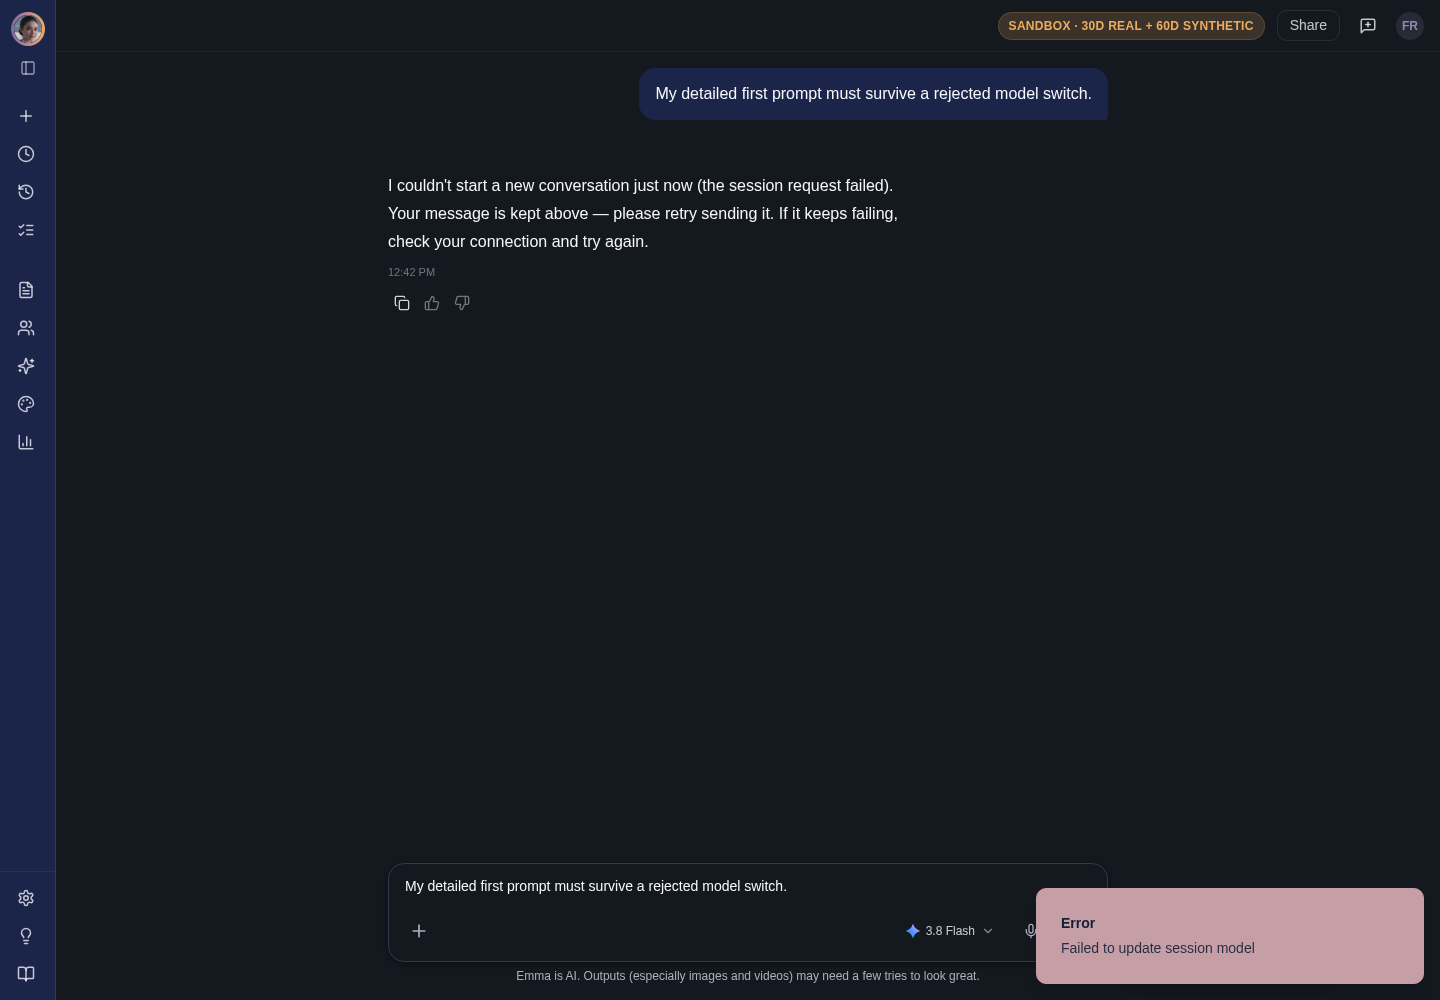 SANDBOX · 30D REAL + 60D SYNTHETIC
Share
FR
My detailed first prompt must survive a rejected model switch.
I couldn't start a new conversation just now (the session request failed).
Your message is kept above — please retry sending it. If it keeps failing,
check your connection and try again.
12:42 PM
My detailed first prompt must survive a rejected model switch.
3.8 Flash
Error
Failed to update session model
Emma is AI. Outputs (especially images and videos) may need a few tries to look great.